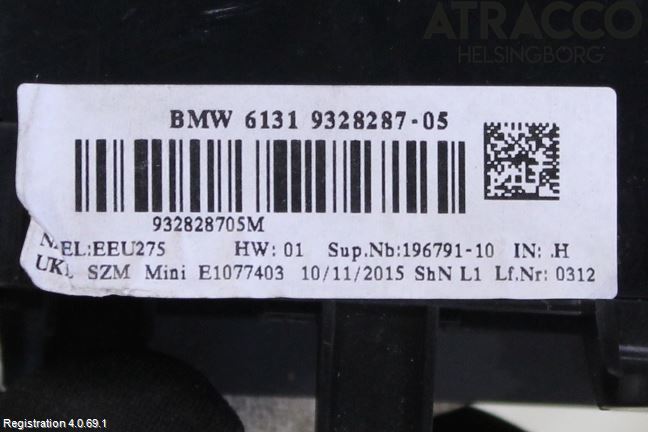 ATRACCO
HELSINGBORG
BMW 6131 9328287-05
932828705M
EL:EEU275 HW: 01 Sup.Nb:196791-10 IN: .H
SZM Mini E1077403 10/11/2015 ShN L1 Lf.Nr: 0312
Registration 4.0.69.1